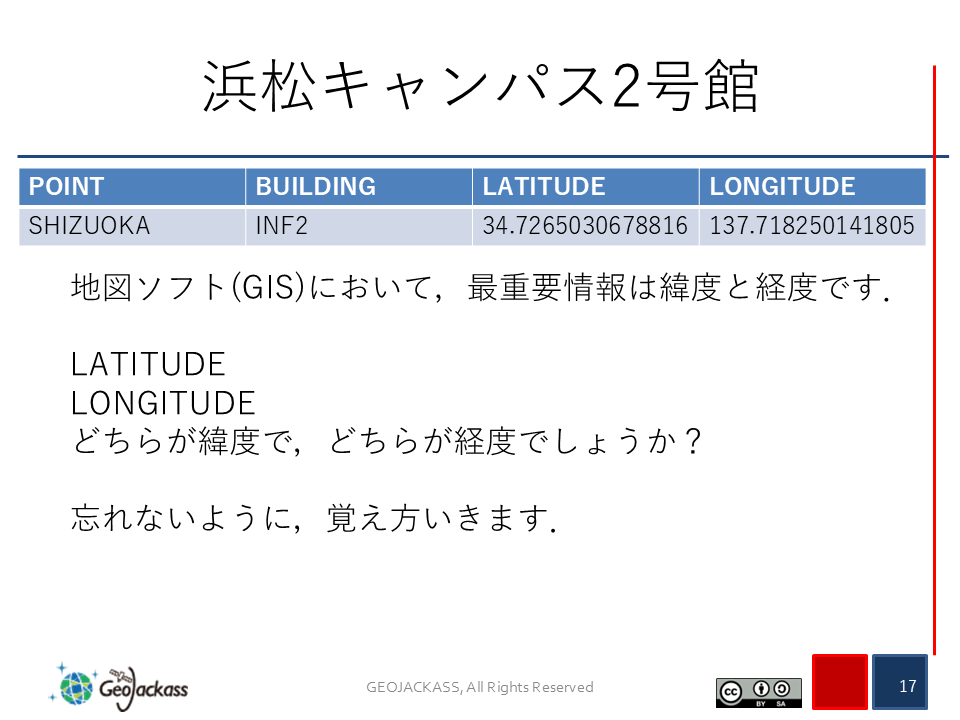 浜松キャンパス2号館
POINT BUILDING LATITUDE LONGITUDE
SHIZUOKA INF2 34.7265030678816 137.718250141805
地図ソフト(GIS)において，最重要情報は緯度と経度です．
LATITUDE
LONGITUDE
どちらが緯度で，どちらが経度でしょうか？
忘れないように，覚え方いきます．
GeoJackass
GEOJACKASS, All Rights Reserved
cc BY SA
17